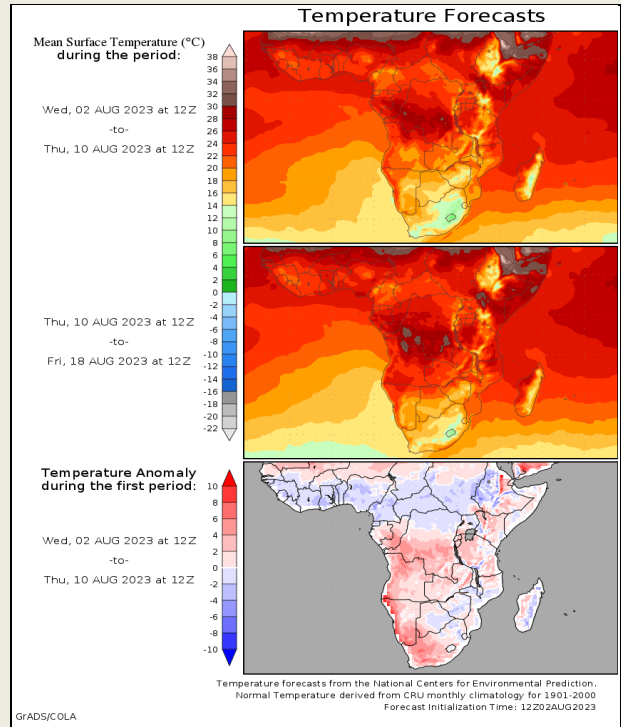 Temperature Forecasts
Mean Surface Temperature (°C)
during the period:
38
36
34
32
30
28
26
24
22
20
18
16
14
12
10
8
6
4
2
0
-2
-4
-6
-8
-10
-12
-14
-16
-18
-20
-22
Wed, 02 AUG 2023 at 12Z
-to-
Thu, 10 AUG 2023 at 12Z
Thu, 10 AUG 2023 at 12Z
-to-
Fri, 18 AUG 2023 at 12Z
Temperature Anomaly
during the first period:
10
8
6
4
2
0
-2
-4
-6
-8
-10
Wed, 02 AUG 2023 at 12Z
-to-
Thu, 10 AUG 2023 at 12Z
Temperature forecasts from the National Centers for Environmental Prediction.
Normal Temperature derived from CRU monthly climatology for 1901-2000
Forecast Initialization Time: 12Z02AUG2023
GrADS/COLA